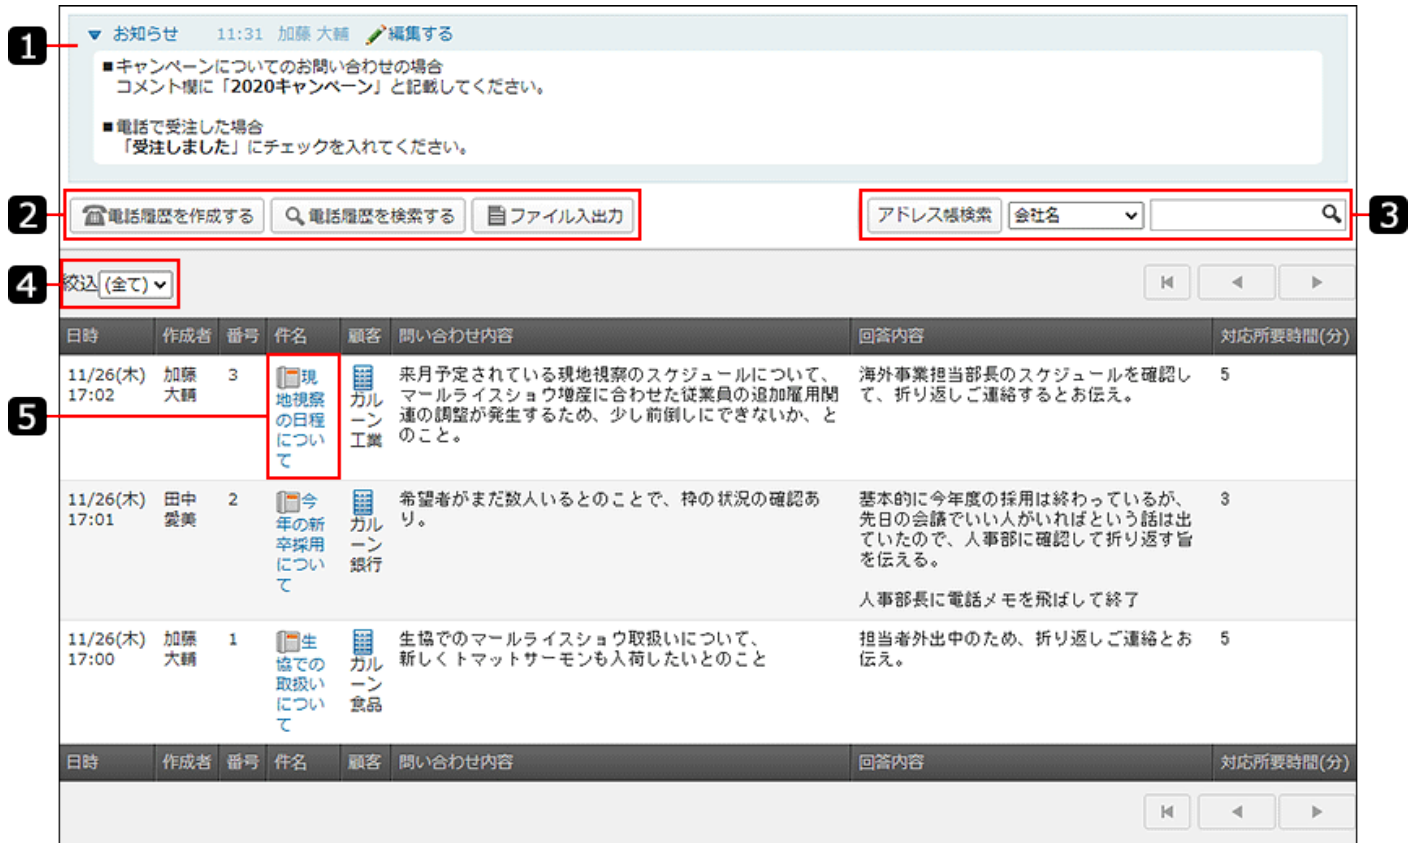 1
お知らせ 11:31 加藤 大輔 編集する
■キャンペーンについてのお問い合わせの場合
コメント欄に「2020キャンペーン」と記載してください。
■電話で受注した場合
「受注しました」にチェックを入れてください。
2
電話履歴を作成する 電話履歴を検索する ファイル入出力
アドレス帳検索 会社名
3
4
絞込 (全て)
日時 作成者 番号 件名 顧客 問い合わせ内容 回答内容 対応所要時間(分)
5
11/26(木)
17:02
加藤
大輔
3
現
地視察
の日程
につい
て
ガル
ーン
工業
来月予定されている現地視察のスケジュールについて、
マールライスショウ増産に合わせた従業員の追加雇用関
連の調整が発生するため、少し前倒しにできないか、と
のこと。
海外事業担当部長のスケジュールを確認し
て、折り返しご連絡するとお伝え。
5
11/26(木)
17:01
田中
愛美
2
今
年の新
卒採用
につい
て
ガル
ーン
銀行
希望者がまだ数人いるとのことで、枠の状況の確認あ
り。
基本的に今年度の採用は終わっているが、
先日の会議でいい人がいればという話は出
ていたので、人事部に確認して折り返す旨
を伝える。
人事部長に電話メモを飛ばして終了
3
11/26(木)
17:00
加藤
大輔
1
生
協での
取扱い
につい
て
ガル
ーン
食品
生協でのマールライスショウ取扱いについて、
新しくトマットサーモンも入荷したいとのこと
担当者外出中のため、折り返しご連絡とお
伝え。
5
日時 作成者 番号 件名 顧客 問い合わせ内容 回答内容 対応所要時間(分)